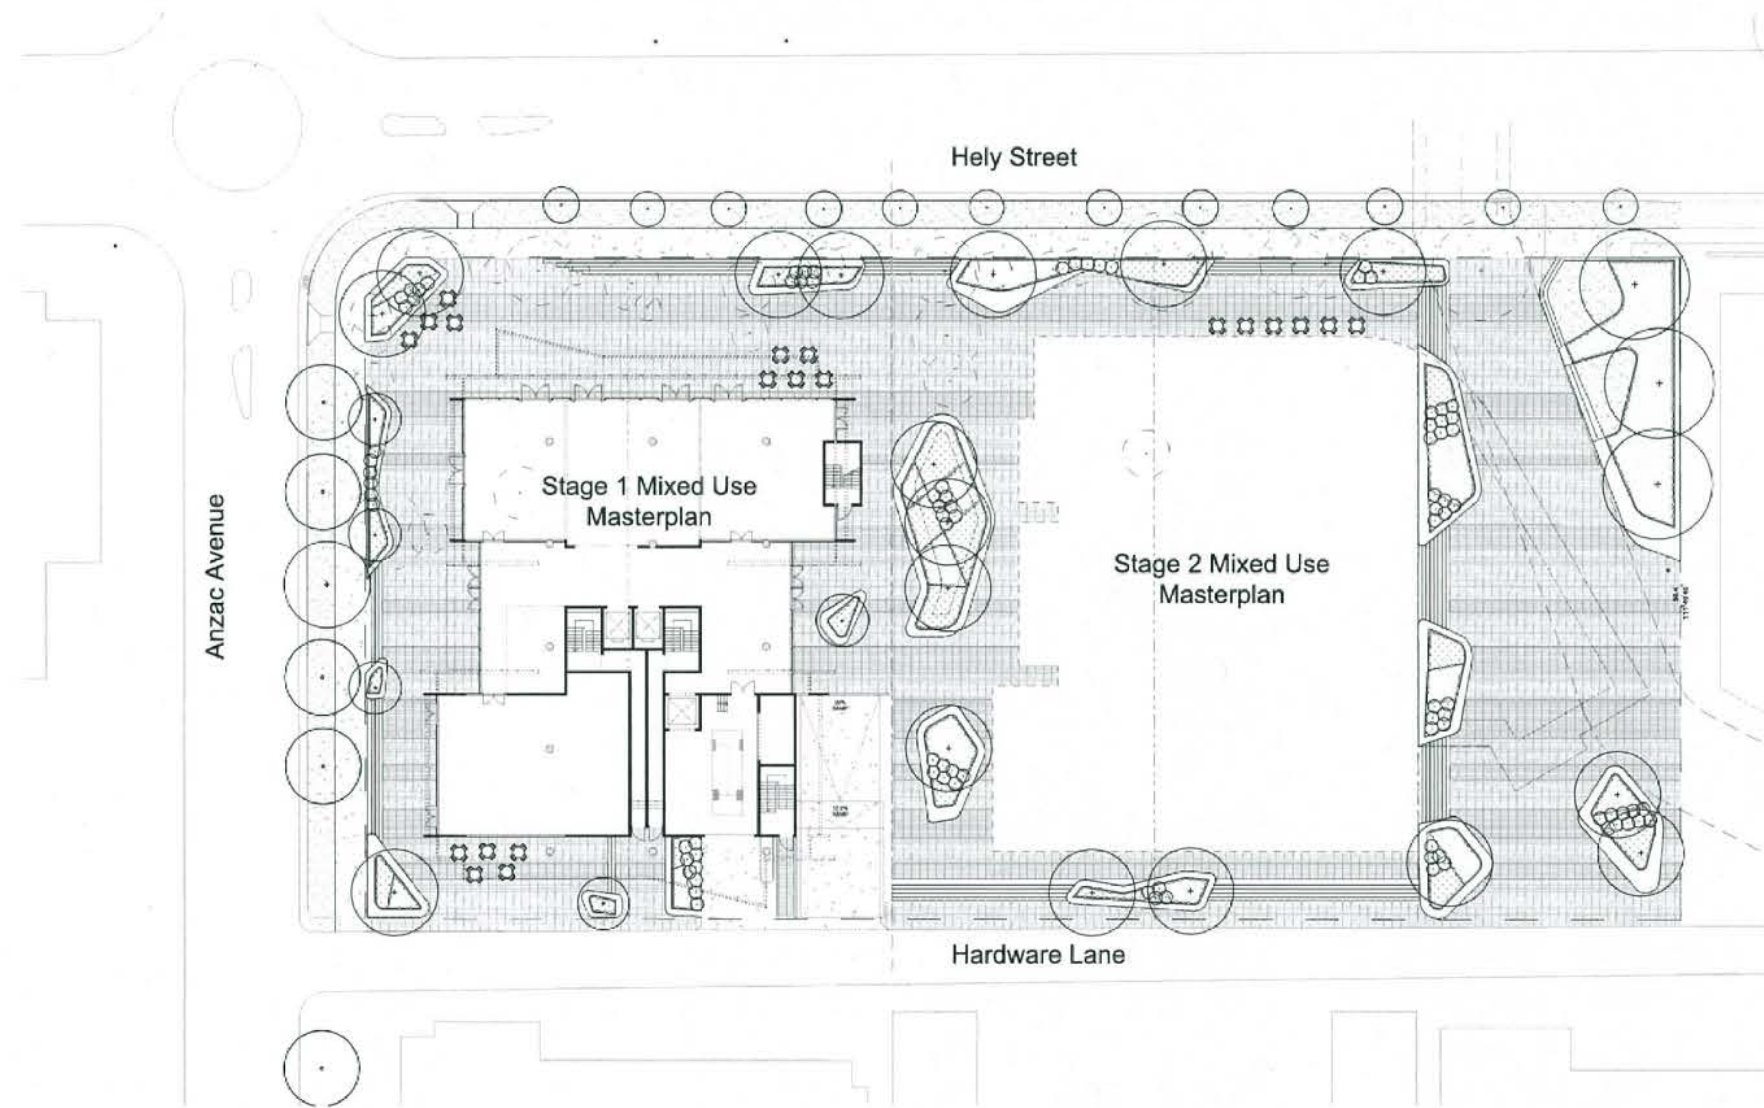 Hely Street
Stage 1 Mixed Use
Masterplan
Stage 2 Mixed Use
Masterplan
Anzac Avenue
Hardware Lane